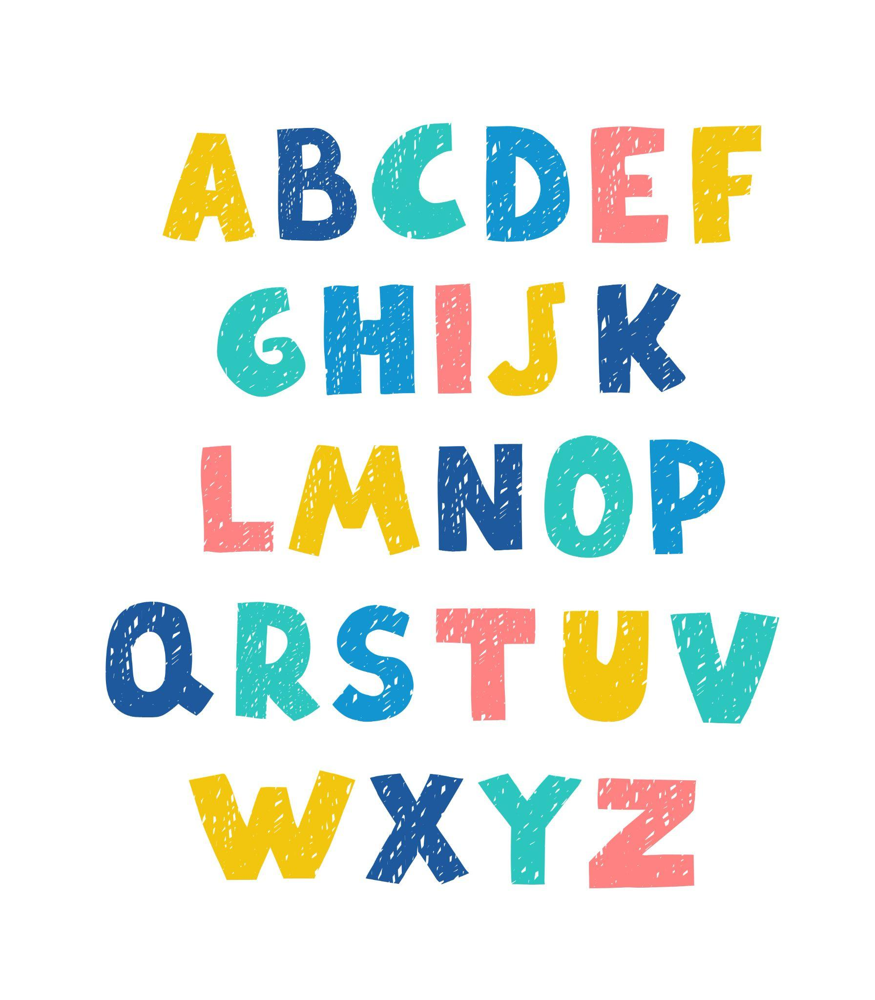 ABCDEF
GHIJK
LMNOP
QRSTUV
WXYZ